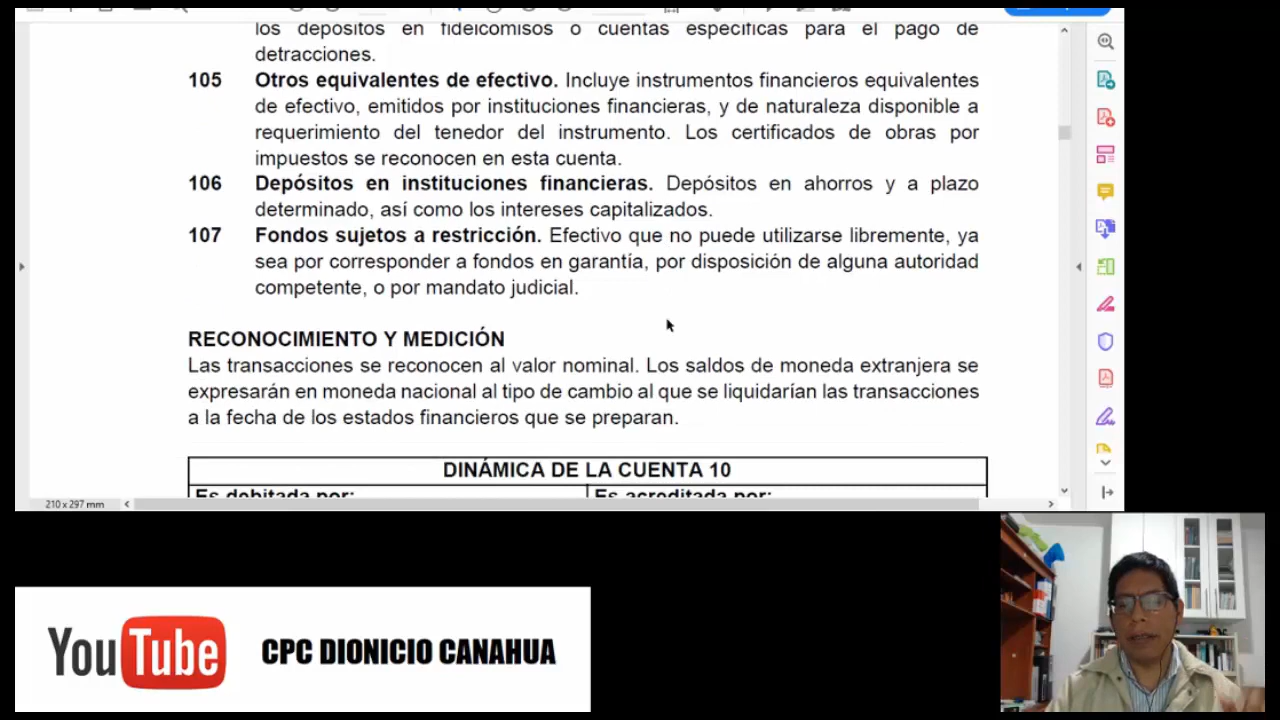 los depósitos en fideicomisos o cuentas específicas para el pago de
detracciones.
105 Otros equivalentes de efectivo. Incluye instrumentos financieros equivalentes
de efectivo, emitidos por instituciones financieras, y de naturaleza disponible a
requerimiento del tenedor del instrumento. Los certificados de obras por
impuestos se reconocen en esta cuenta.
106 Depósitos en instituciones financieras. Depósitos en ahorros y a plazo
determinado, así como los intereses capitalizados.
107 Fondos sujetos a restricción. Efectivo que no puede utilizarse libremente, ya
sea por corresponder a fondos en garantía, por disposición de alguna autoridad
competente, o por mandato judicial.
RECONOCIMIENTO Y MEDICIÓN
Las transacciones se reconocen al valor nominal. Los saldos de moneda extranjera se
expresarán en moneda nacional al tipo de cambio al que se liquidarían las transacciones
a la fecha de los estados financieros que se preparan.
DINÁMICA DE LA CUENTA 10
Es debitada por: Es acreditada por:
210 x 297 mm
YouTube CPC DIONICIO CANAHUA